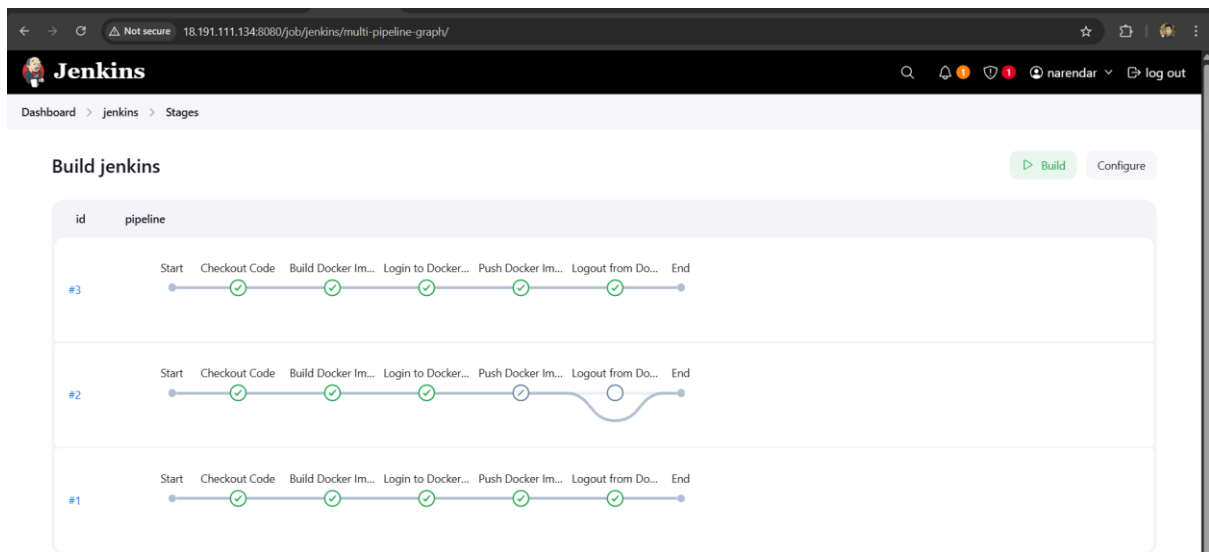 Not secure 18.191.111.134:8080/job/jenkins/multi-pipeline-graph/
Jenkins 1 1 narendar log out
Dashboard > jenkins > Stages
Build jenkins Build Configure
id pipeline
Start Checkout Code Build Docker Im... Login to Docker... Push Docker Im... Logout from Do... End
#3
Start Checkout Code Build Docker Im... Login to Docker... Push Docker Im... Logout from Do... End
#2
Start Checkout Code Build Docker Im... Login to Docker... Push Docker Im... Logout from Do... End
#1